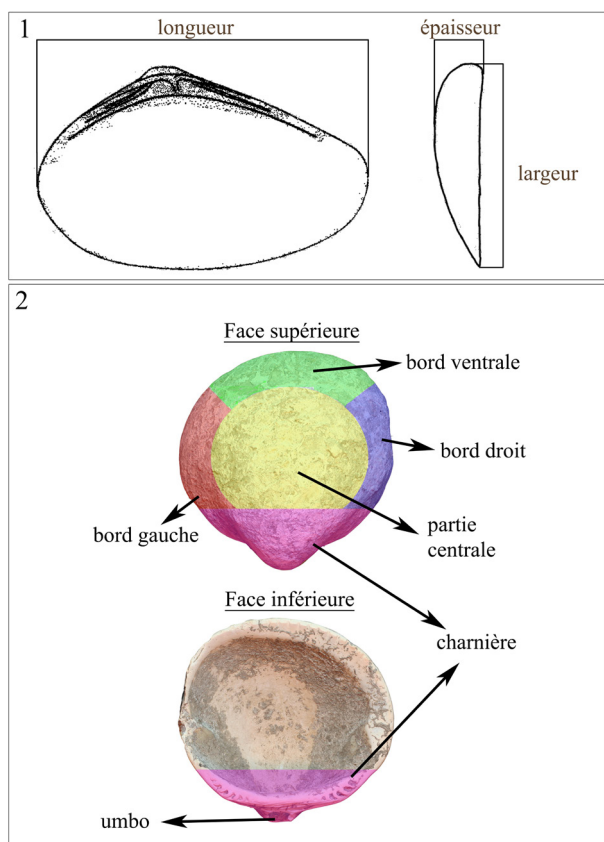 1
longueur
épaisseur
largeur
2
Face supérieure
bord ventrale
bord droit
bord gauche
partie
centrale
Face inférieure
charnière
umbo